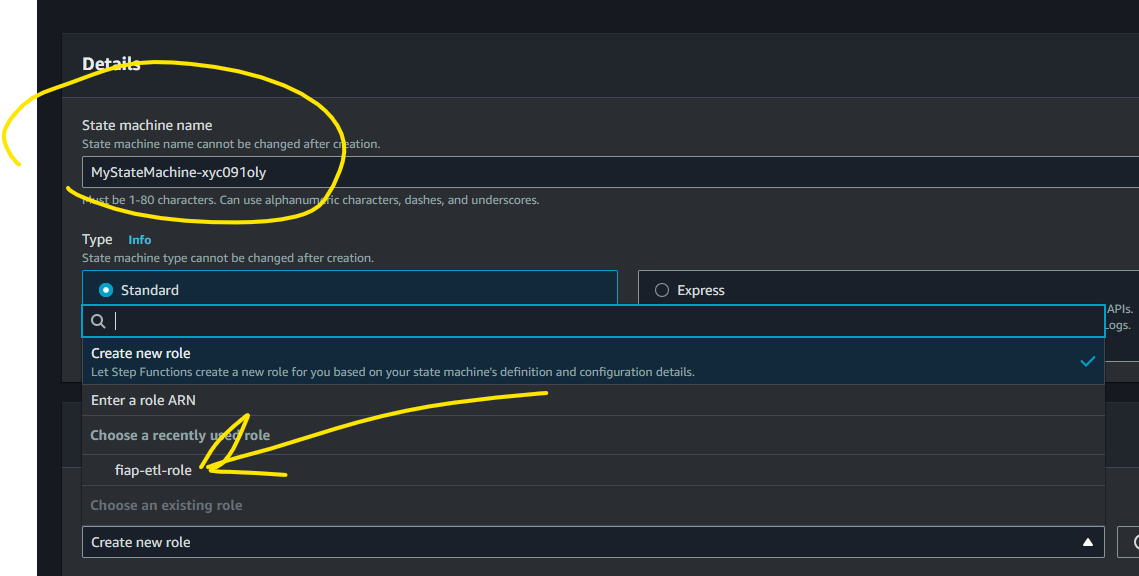 Details
State machine name
State machine name cannot be changed after creation.
MyStateMachine-xyc091oly
Must be 1-80 characters. Can use alphanumeric characters, dashes, and underscores.
Type Info
State machine type cannot be changed after creation.
Standard
Express
APIs.
Logs.
Create new role
Let Step Functions create a new role for you based on your state machine's definition and configuration details.
Enter a role ARN
Choose a recently used role
fiap-etl-role
Choose an existing role
Create new role